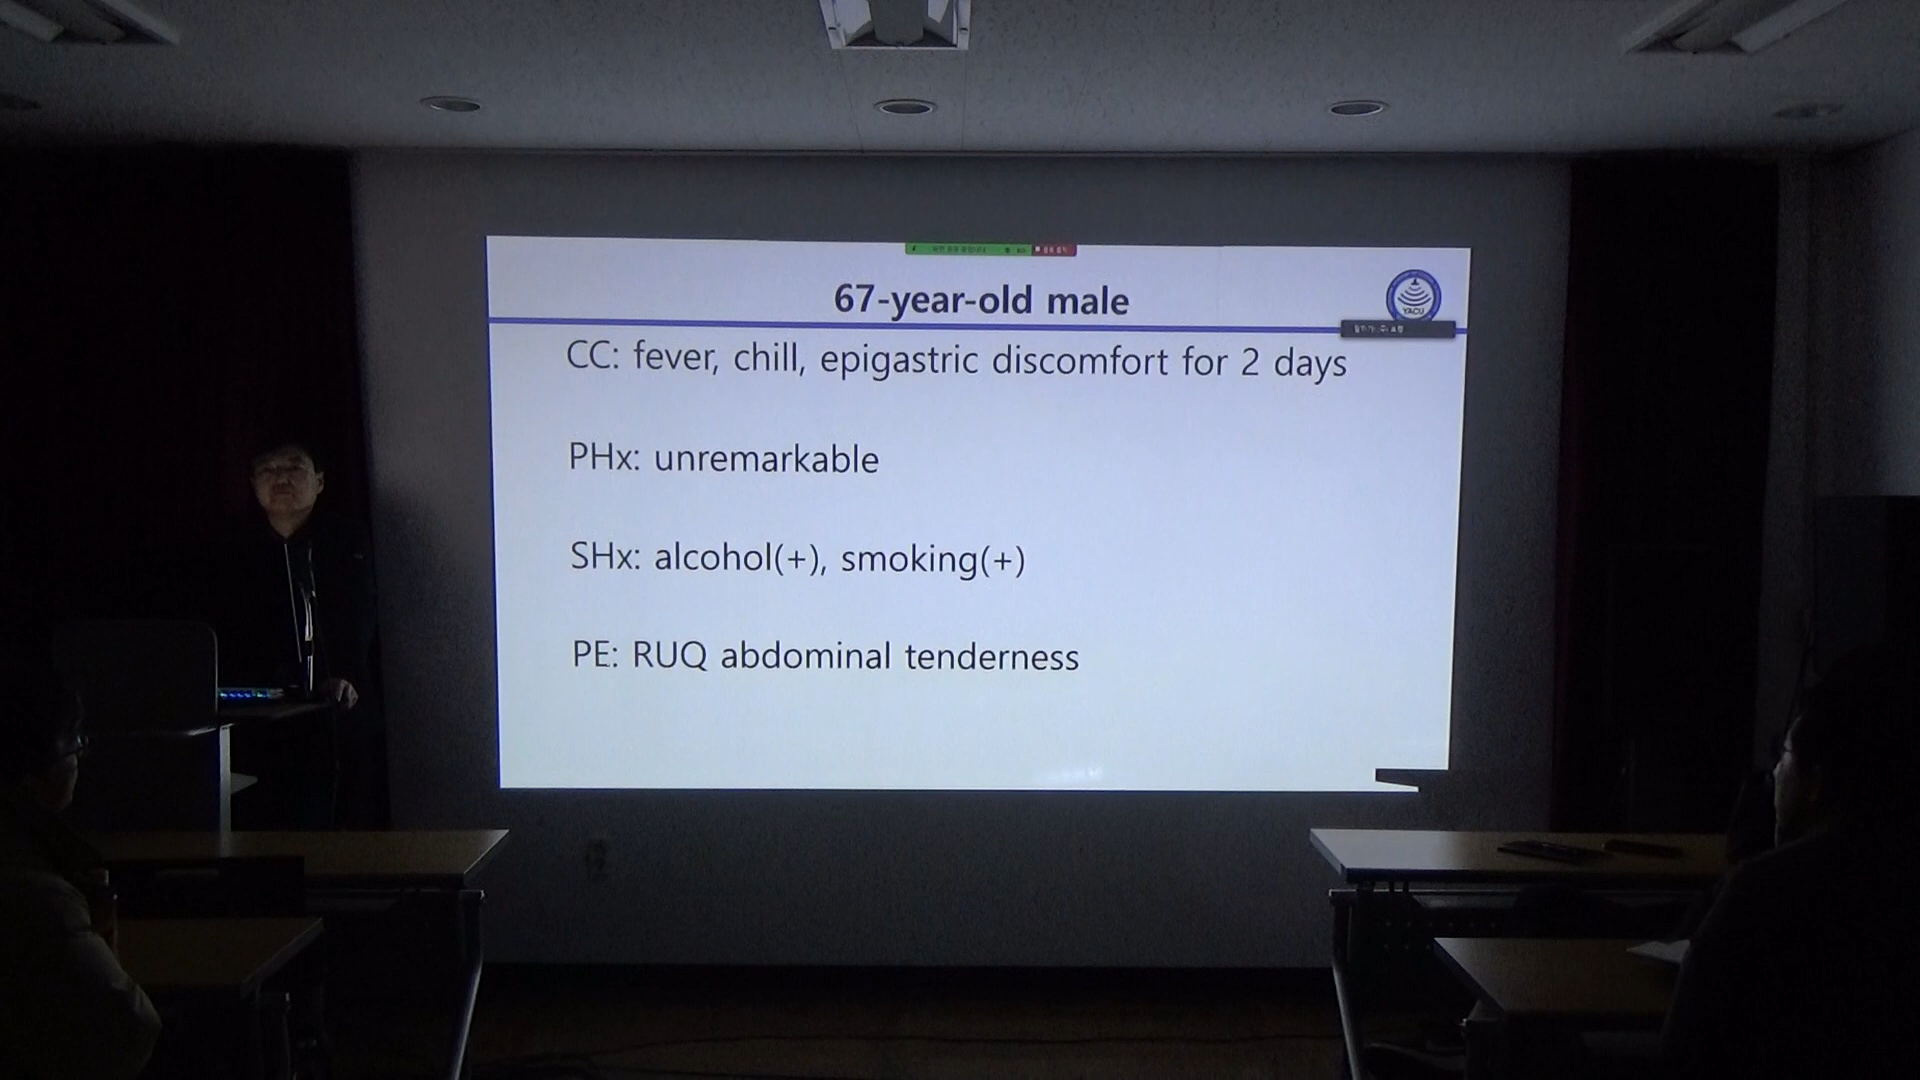 67-year-old male
YACU
CC: fever, chill, epigastric discomfort for 2 days
PHx: unremarkable
SHx: alcohol(+), smoking(+)
PE: RUQ abdominal tenderness